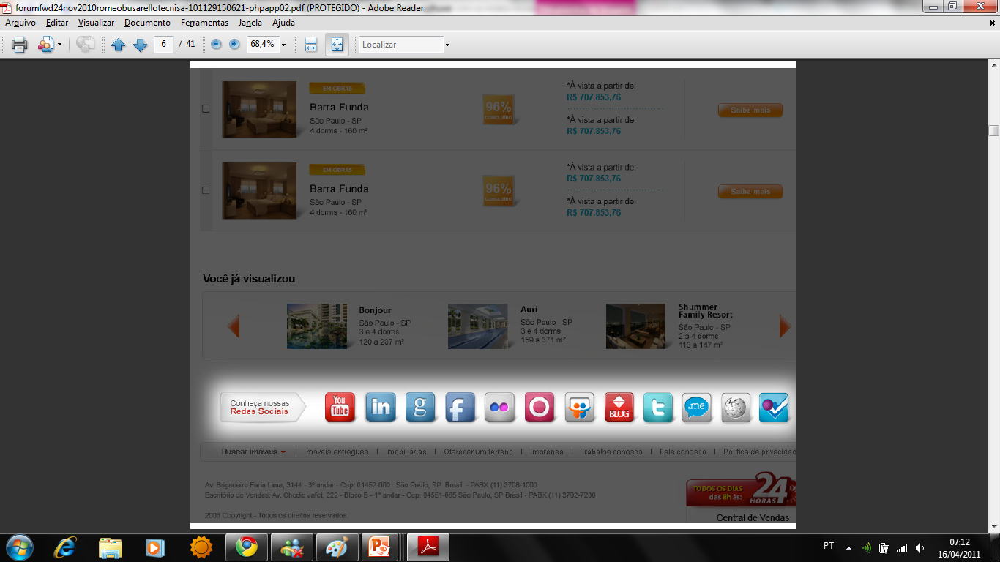 forumfwd24nov2010romeobusarellotecnisa-101129150621-phpapp02.pdf (PROTEGIDO) - Adobe Reader
Arquivo Editar Visualizar Documento Ferramentas Janela Ajuda
6 / 41 68,4% Localizar
EM OBRAS
Barra Funda
São Paulo - SP
4 dorms - 160 m²
96%
CONCLUÍDO
*À vista a partir de:
R$ 707.853,76
*À vista a partir de:
R$ 707.853,76
Saiba mais
EM OBRAS
Barra Funda
São Paulo - SP
4 dorms - 160 m²
96%
CONCLUÍDO
*À vista a partir de:
R$ 707.853,76
*À vista a partir de:
R$ 707.853,76
Saiba mais
Você já visualizou
Bonjour
São Paulo - SP
3 e 4 dorms
120 a 237 m²
Auri
São Paulo - SP
3 e 4 dorms
159 a 371 m²
Shummer
Family Resort
São Paulo - SP
2 a 4 dorms
113 a 147 m²
Conheça nossas
Redes Sociais
You
Tube
in
g
f
BLOG
t
.me
W
Buscar imóveis | Imóveis entregues | Imobiliárias | Oferecer um terreno | Imprensa | Trabalhe conosco | Fale conosco | Política de privacidad
Av. Brigadeiro Faria Lima, 3144 - 3º andar - Cep: 01452-000 São Paulo, SP Brasil - PABX (11) 3708-1000
Escritório de Vendas: Av. Chedid Jafet, 222 - Bloco B - 1º andar - Cep: 04551-065 São Paulo, SP Brasil - PABX (11) 3702-7200
2008 Copyright - Todos os direitos reservados.
TODOS OS DIAS
das 8h às:
24
HORAS
Central de Vendas
PT
07:12
16/04/2011